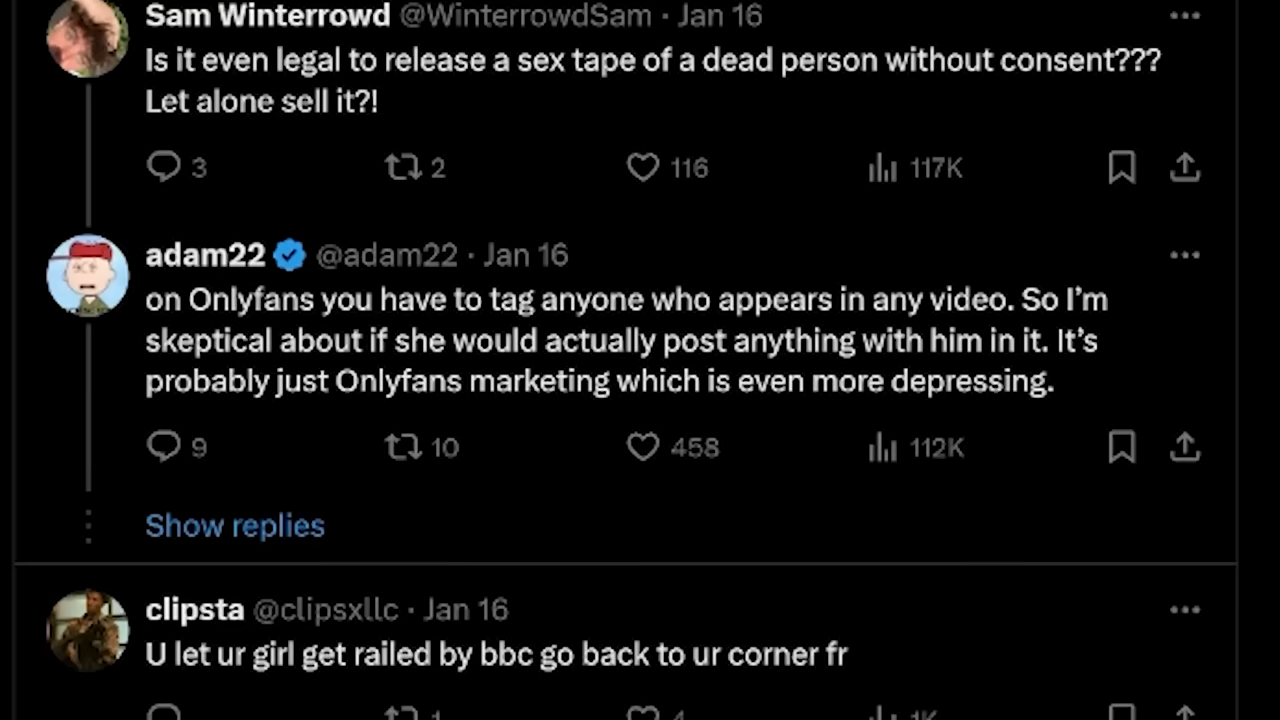 Sam Winterrowd @WinterrowdSam · Jan 16
Is it even legal to release a sex tape of a dead person without consent???
Let alone sell it?!
3 2 116 117K
adam22 @adam22 · Jan 16
on Onlyfans you have to tag anyone who appears in any video. So I'm
skeptical about if she would actually post anything with him in it. It's
probably just Onlyfans marketing which is even more depressing.
9 10 458 112K
Show replies
clipsta @clipsxllc · Jan 16
U let ur girl get railed by bbc go back to ur corner fr
1 4 1K